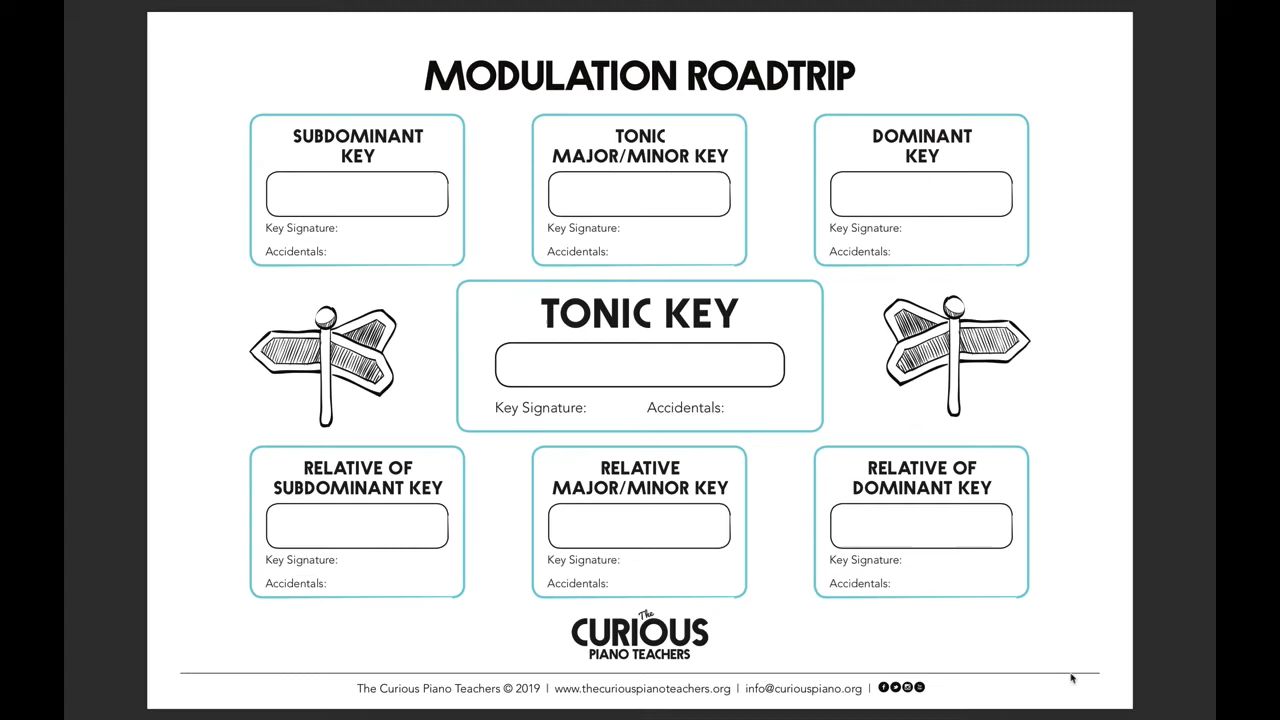 MODULATION ROADTRIP
SUBDOMINANT
KEY
Key Signature:
Accidentals:
TONIC
MAJOR/MINOR KEY
Key Signature:
Accidentals:
DOMINANT
KEY
Key Signature:
Accidentals:
TONIC KEY
Key Signature: Accidentals:
RELATIVE OF
SUBDOMINANT KEY
Key Signature:
Accidentals:
RELATIVE
MAJOR/MINOR KEY
Key Signature:
Accidentals:
RELATIVE OF
DOMINANT KEY
Key Signature:
Accidentals:
The
CURIOUS
PIANO TEACHERS
The Curious Piano Teachers © 2019 | www.thecuriouspianoteachers.org | info@curiouspiano.org |